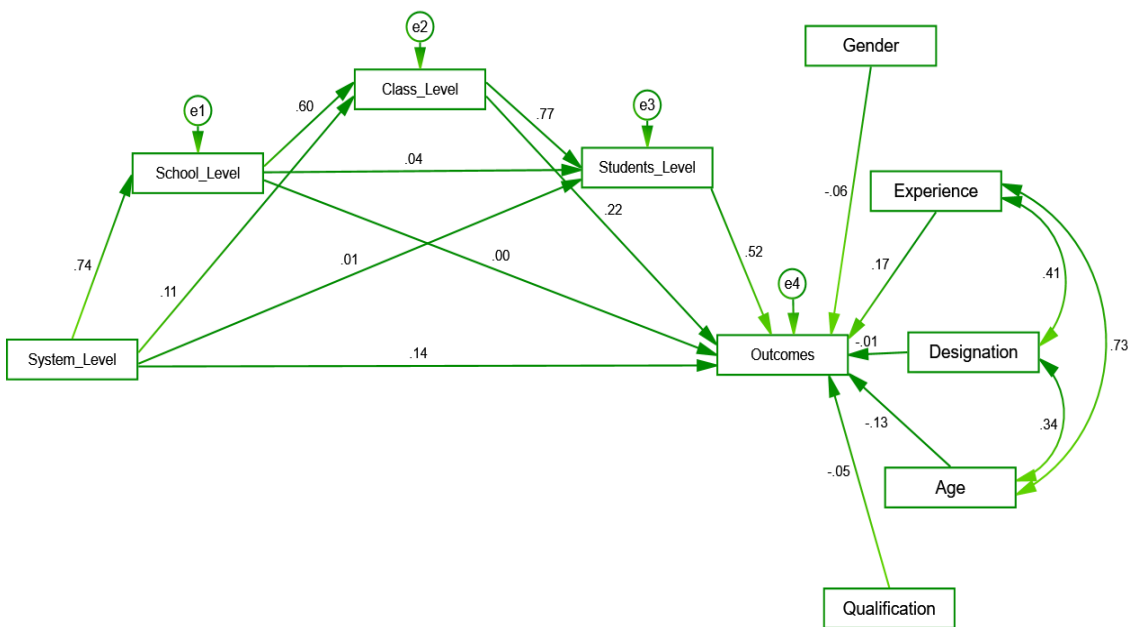 e2
Gender
Class_Level
.60
e1
e3
.77
School_Level
.04
Students_Level
-.06
Experience
.22
.74
.11
.01
.00
.52
.17
.41
e4
System_Level
.14
Outcomes
-.01
Designation
.73
-.13
.34
-.05
Age
Qualification